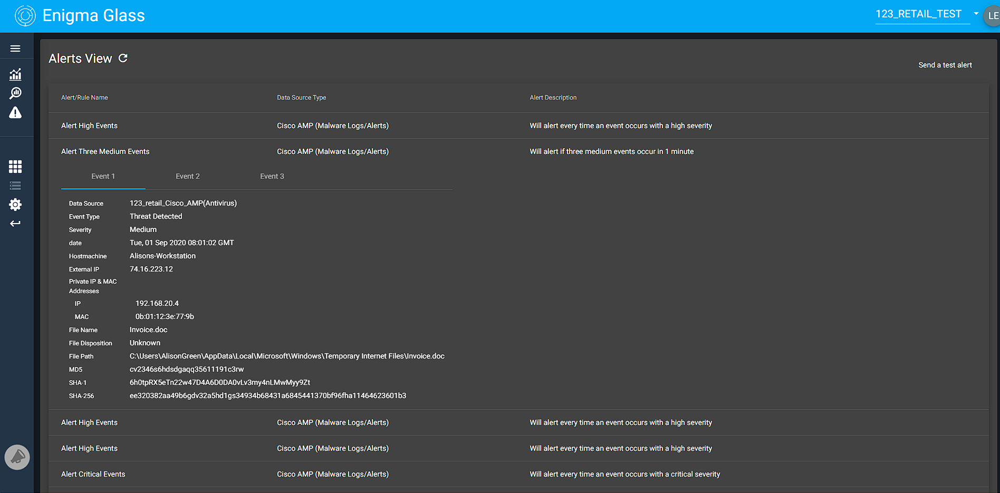 Enigma Glass
123_RETAIL_TEST
LE
Alerts View
Send a test alert
Alert/Rule Name Data Source Type Alert Description
Alert High Events Cisco AMP (Malware Logs/Alerts) Will alert every time an event occurs with a high severity
Alert Three Medium Events Cisco AMP (Malware Logs/Alerts) Will alert if three medium events occur in 1 minute
Event 1 Event 2 Event 3
Data Source 123_retail_Cisco_AMP(Antivirus)
Event Type Threat Detected
Severity Medium
date Tue, 01 Sep 2020 08:01:02 GMT
Hostmachine Alisons-Workstation
External IP 74.16.223.12
Private IP & MAC
Addresses
IP 192.168.20.4
MAC 0b:01:12:3e:77:9b
File Name Invoice.doc
File Disposition Unknown
File Path C:\Users\AlisonGreen\AppData\Local\Microsoft\Windows\Temporary Internet Files\Invoice.doc
MD5 cv2346s6hdsdgaqq35611191c3rw
SHA-1 6h0tpRX5eTn22w47D4A6D0DA0vLv3my4nLMwMyy9Zt
SHA-256 ee320382aa49b6gdv32a5hd1gs34934b68431a6845441370bf96fha11464623601b3
Alert High Events Cisco AMP (Malware Logs/Alerts) Will alert every time an event occurs with a high severity
Alert High Events Cisco AMP (Malware Logs/Alerts) Will alert every time an event occurs with a high severity
Alert Critical Events Cisco AMP (Malware Logs/Alerts) Will alert every time an event occurs with a critical severity